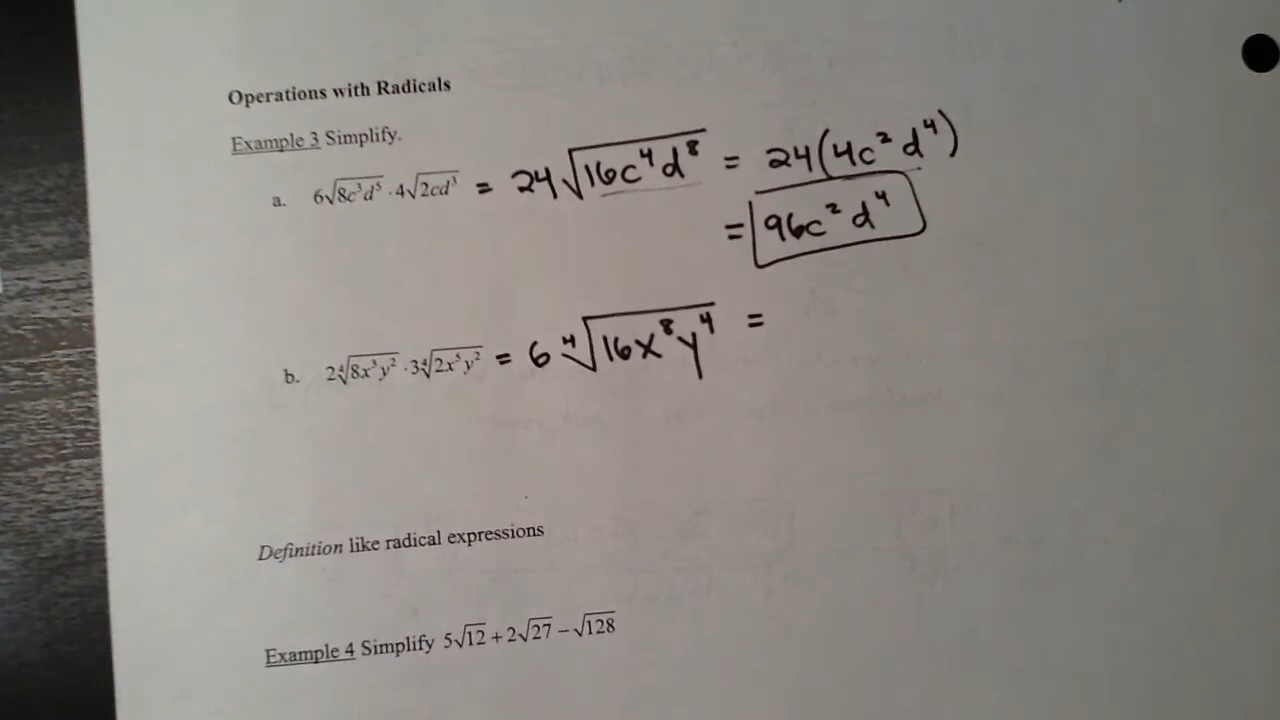 Operations with Radicals
Example 3 Simplify.
a. 6√(8c³d⁵) · 4√(2cd³) = 24√(16c⁴d⁸) = 24(4c²d⁴)
= 96c²d⁴
b. 2∜(8x³y²) · 3∜(2x⁵y²) = 6∜(16x⁸y⁴) =
Definition like radical expressions
Example 4 Simplify 5√12 + 2√27 − √128